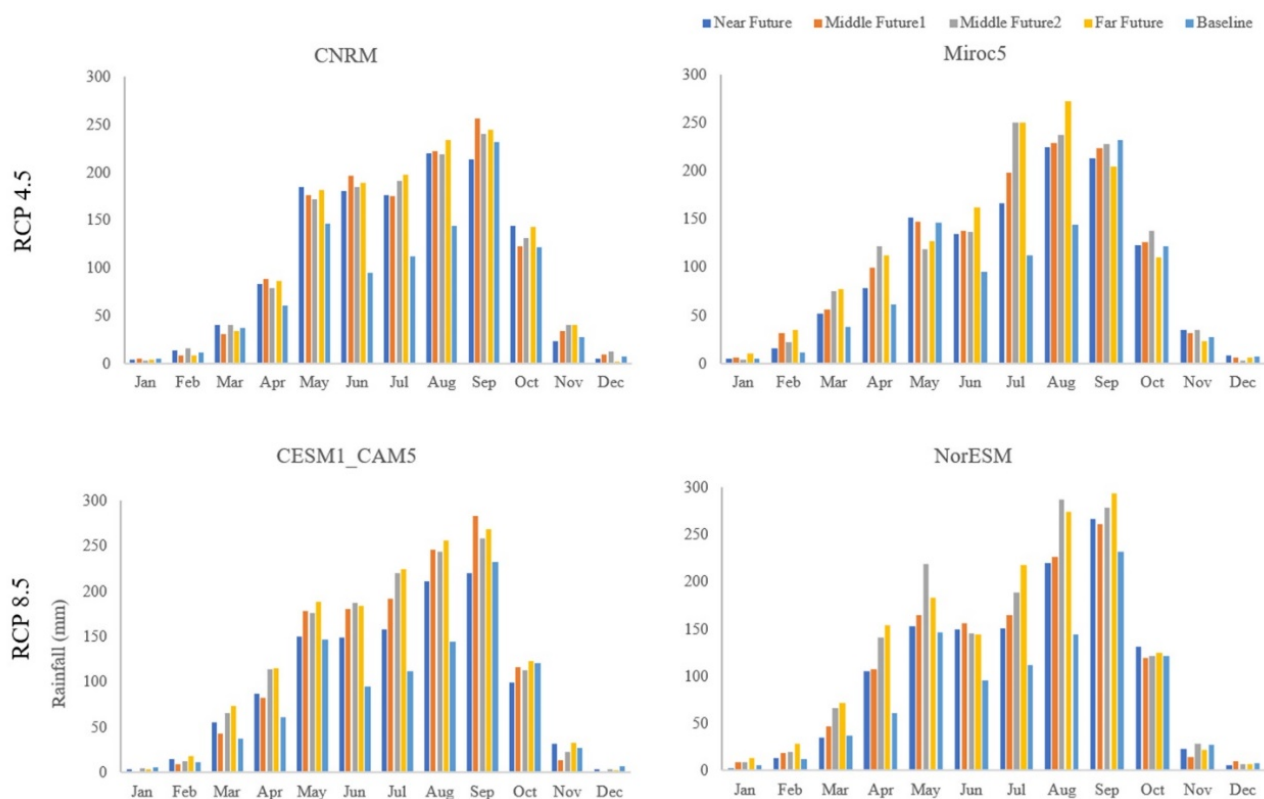 Near Future Middle Future1 Middle Future2 Far Future Baseline
RCP 4.5
CNRM
300
250
200
150
100
50
0
Jan Feb Mar Apr May Jun Jul Aug Sep Oct Nov Dec
Miroc5
300
250
200
150
100
50
0
Jan Feb Mar Apr May Jun Jul Aug Sep Oct Nov Dec
RCP 8.5
CESM1_CAM5
Rainfall (mm)
300
250
200
150
100
50
0
Jan Feb Mar Apr May Jun Jul Aug Sep Oct Nov Dec
NorESM
300
250
200
150
100
50
0
Jan Feb Mar Apr May Jun Jul Aug Sep Oct Nov Dec